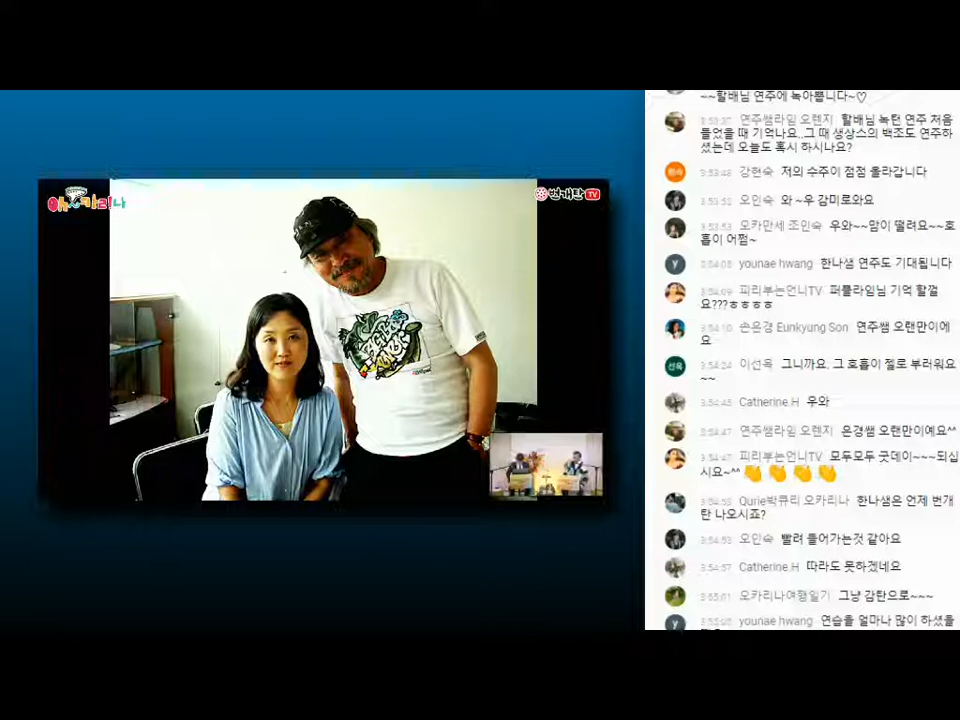 애 카리나
번개탄 TV
~~할배님 연주에 녹아뿝니다~♡
3:53:37 연주쌤라임 오렌지 할배님 녹턴 연주 처음
들었을 때 기억나요..그 때 생상스의 백조도 연주하
셨는데 오늘도 혹시 하시나요?
3:53:48 강현숙 저의 수주이 점점 올라갑니다
3:53:52 오인숙 와 ~우 감미로와요
3:53:53 오카만세 조인숙 우와~~맘이 떨려요~~호
흡이 어쩜~
younae hwang 한나샘 연주도 기대됩니다
3:54:09 피리부는언니TV 퍼플라임님 기억 할껄
요???ㅎㅎㅎㅎ
3:54:10 손은경 Eunkyung Son 연주쌤 오랜만이에
요
3:54:24 이선옥 그니까요. 그 호흡이 젤로 부러워요
~~
3:54:45 Catherine.H 우와
3:54:47 연주쌤라임 오렌지 은경쌤 오랜만이예요^^
3:54:47 피리부는언니TV 모두모두 굿데이~~~되십
시요~^^ 👏 👏 👏 👏
Qurie박큐리 오카리나 한나샘은 언제 번개
탄 나오시죠?
3:54:53 오인숙 빨려 들어가는것 같아요
3:54:57 Catherine.H 따라도 못하겠네요
오카리나여행일기 그냥 감탄으로~~~
younae hwang 연습을 얼마나 많이 하셨을